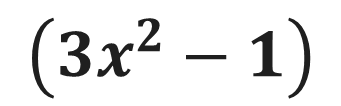 (3x² − 1)